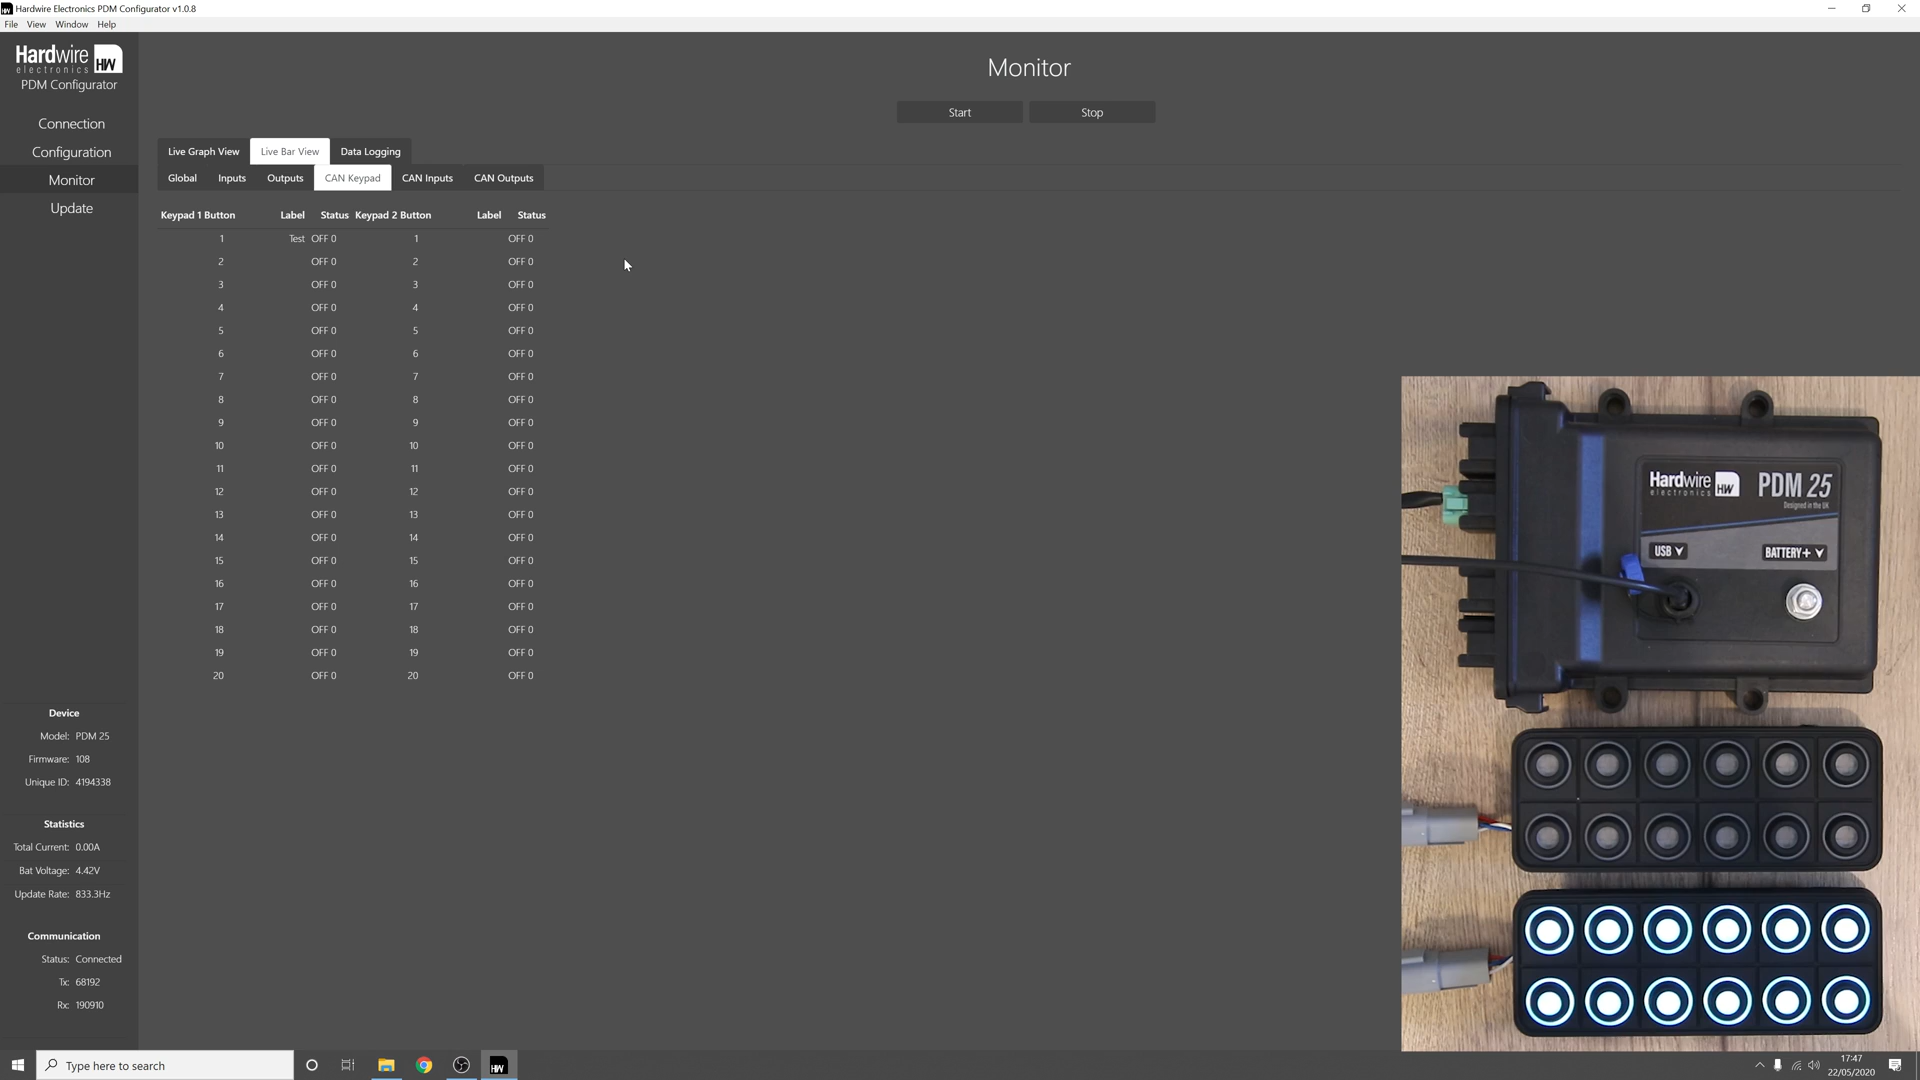 Hardwire Electronics PDM Configurator v1.0.8
File View Window Help
Hardwire HW
electronics
PDM Configurator
Connection
Configuration
Monitor
Update
Monitor
Start Stop
Live Graph View Live Bar View Data Logging
Global Inputs Outputs CAN Keypad CAN Inputs CAN Outputs
Keypad 1 Button Label Status Keypad 2 Button Label Status
1 Test OFF 0 1 OFF 0
2 OFF 0 2 OFF 0
3 OFF 0 3 OFF 0
4 OFF 0 4 OFF 0
5 OFF 0 5 OFF 0
6 OFF 0 6 OFF 0
7 OFF 0 7 OFF 0
8 OFF 0 8 OFF 0
9 OFF 0 9 OFF 0
10 OFF 0 10 OFF 0
11 OFF 0 11 OFF 0
12 OFF 0 12 OFF 0
13 OFF 0 13 OFF 0
14 OFF 0 14 OFF 0
15 OFF 0 15 OFF 0
16 OFF 0 16 OFF 0
17 OFF 0 17 OFF 0
18 OFF 0 18 OFF 0
19 OFF 0 19 OFF 0
20 OFF 0 20 OFF 0
Device
Model: PDM 25
Firmware: 108
Unique ID: 4194338
Statistics
Total Current: 0.00A
Bat Voltage: 4.42V
Update Rate: 833.3Hz
Communication
Status: Connected
Tx: 68192
Rx: 190910
Hardwire HW PDM 25
electronics Designed in the UK
USB BATTERY+
Type here to search
HW
17:47
22/05/2020